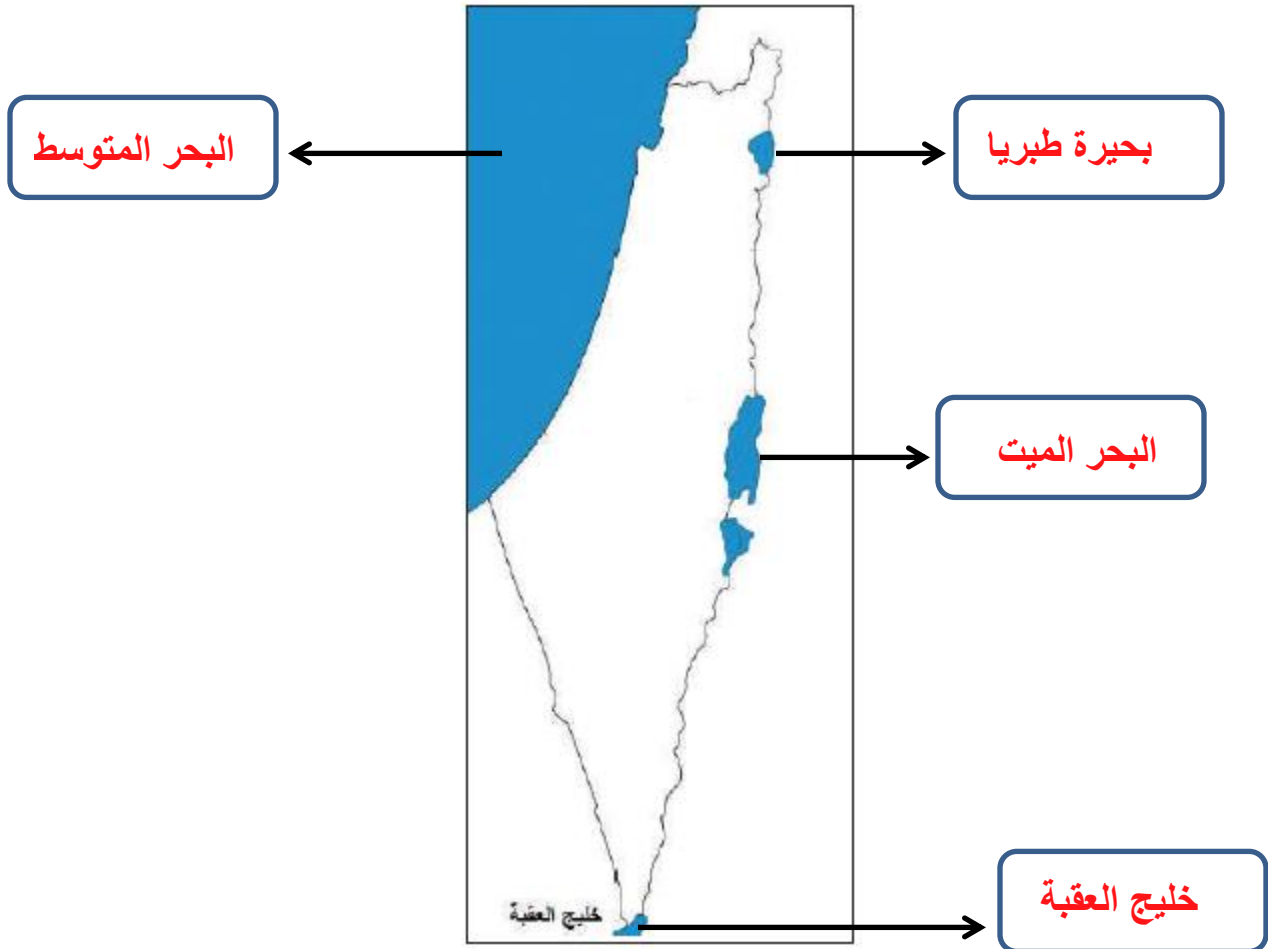 البحر المتوسط
بحيرة طبريا
البحر الميت
خليج العقبة
خليج العقبة